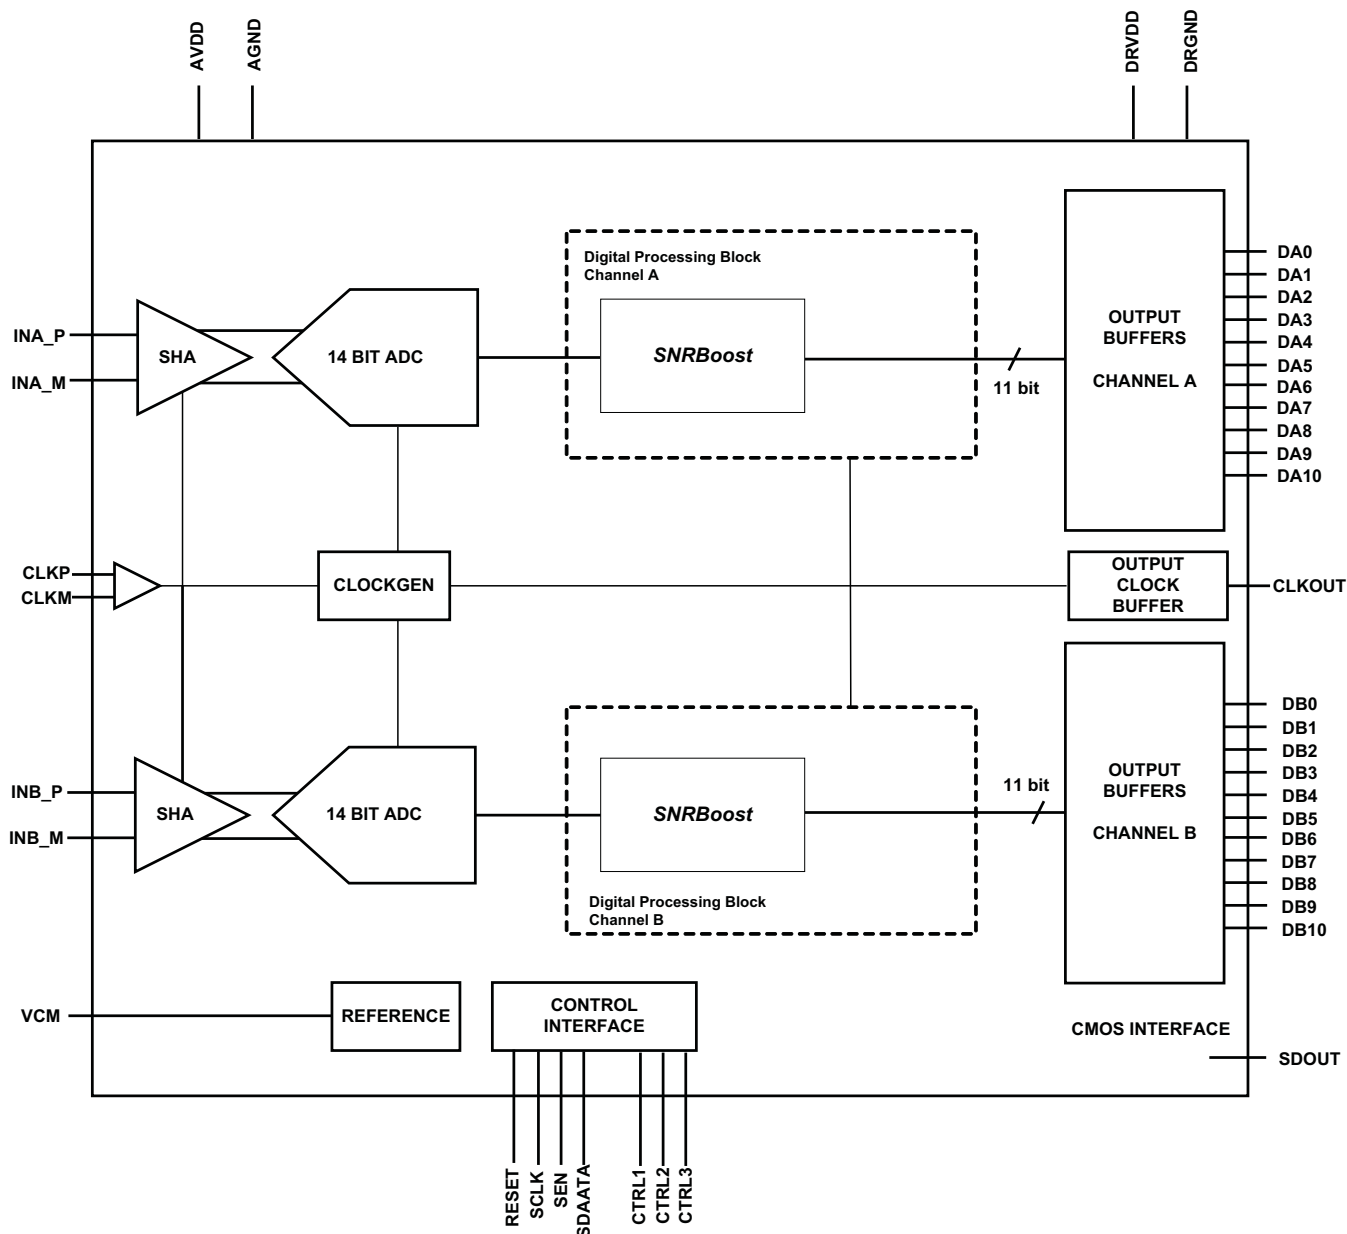 AVDD
AGND
DRVDD
DRGND
Digital Processing Block
Channel A
INA_P
INA_M
SHA
14 BIT ADC
SNRBoost
11 bit
OUTPUT
BUFFERS
CHANNEL A
DA0
DA1
DA2
DA3
DA4
DA5
DA6
DA7
DA8
DA9
DA10
CLKP
CLKM
CLOCKGEN
OUTPUT
CLOCK
BUFFER
CLKOUT
INB_P
INB_M
SHA
14 BIT ADC
SNRBoost
Digital Processing Block
Channel B
11 bit
OUTPUT
BUFFERS
CHANNEL B
DB0
DB1
DB2
DB3
DB4
DB5
DB6
DB7
DB8
DB9
DB10
VCM
REFERENCE
CONTROL
INTERFACE
CMOS INTERFACE
SDOUT
RESET
SCLK
SEN
SDAATA
CTRL1
CTRL2
CTRL3